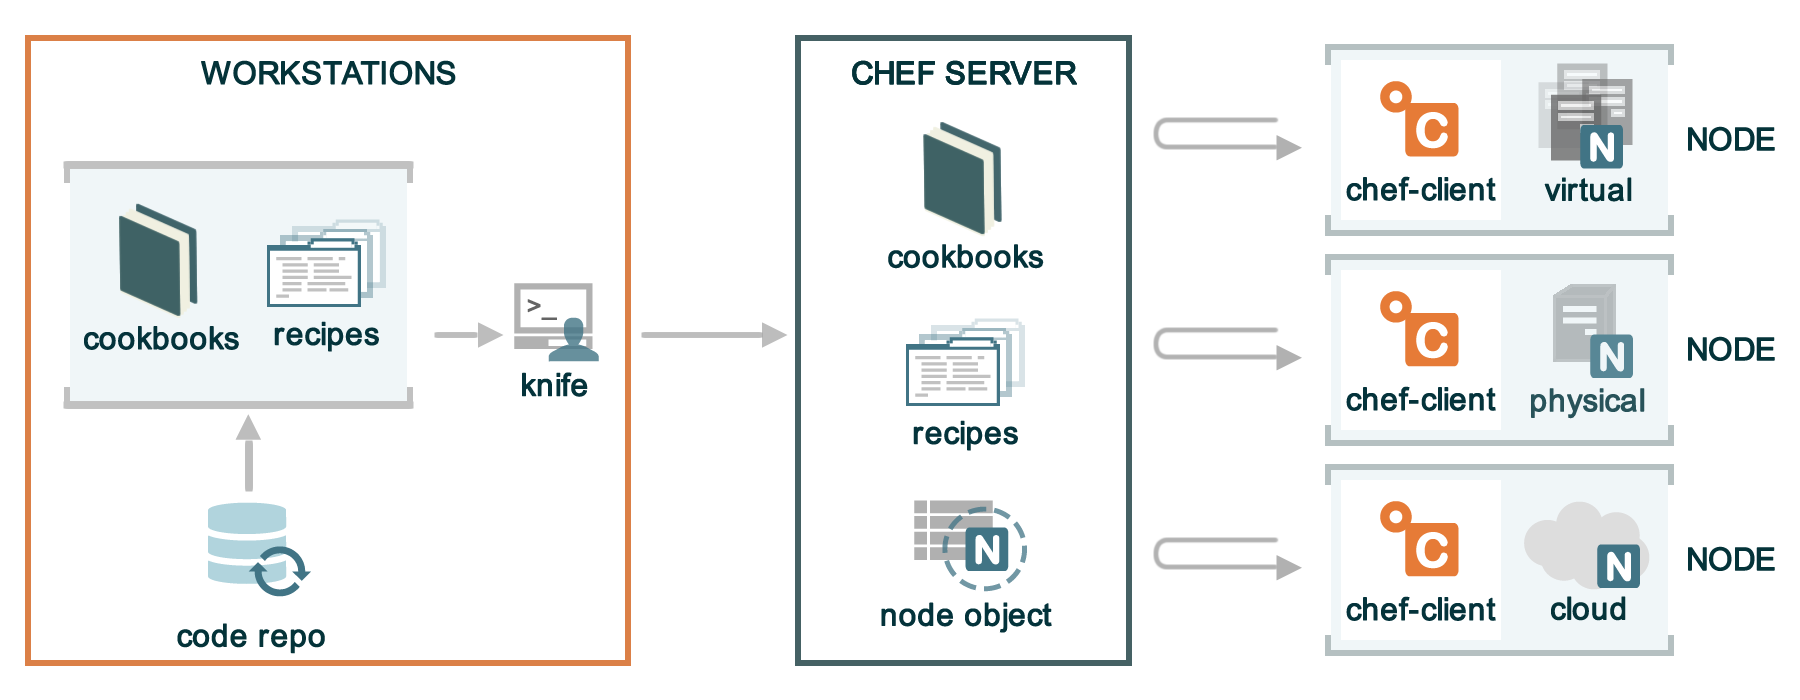 WORKSTATIONS
cookbooks
recipes
>_
knife
code repo
CHEF SERVER
cookbooks
recipes
N
node object
C
chef-client
N
virtual
NODE
C
chef-client
N
physical
NODE
C
chef-client
N
cloud
NODE